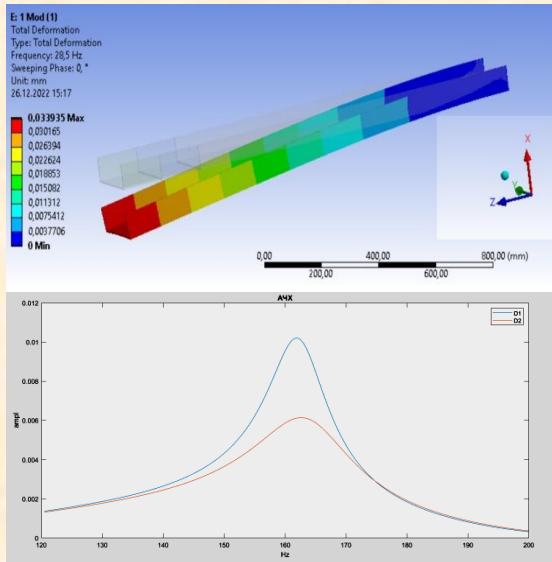 E: 1 Mod (1)
Total Deformation
Type: Total Deformation
Frequency: 28,5 Hz
Sweeping Phase: 0, °
Unit: mm
26.12.2022 15:17
0,033935 Max
0,030165
0,026394
0,022624
0,018853
0,015082
0,011312
0,0075412
0,0037706
0 Min
X
Y
Z
0,00 400,00 800,00 (mm)
200,00 600,00
АЧХ
D1
D2
0.012
0.01
0.008
0.006
0.004
0.002
0
ampl
120 130 140 150 160 170 180 190 200
Hz